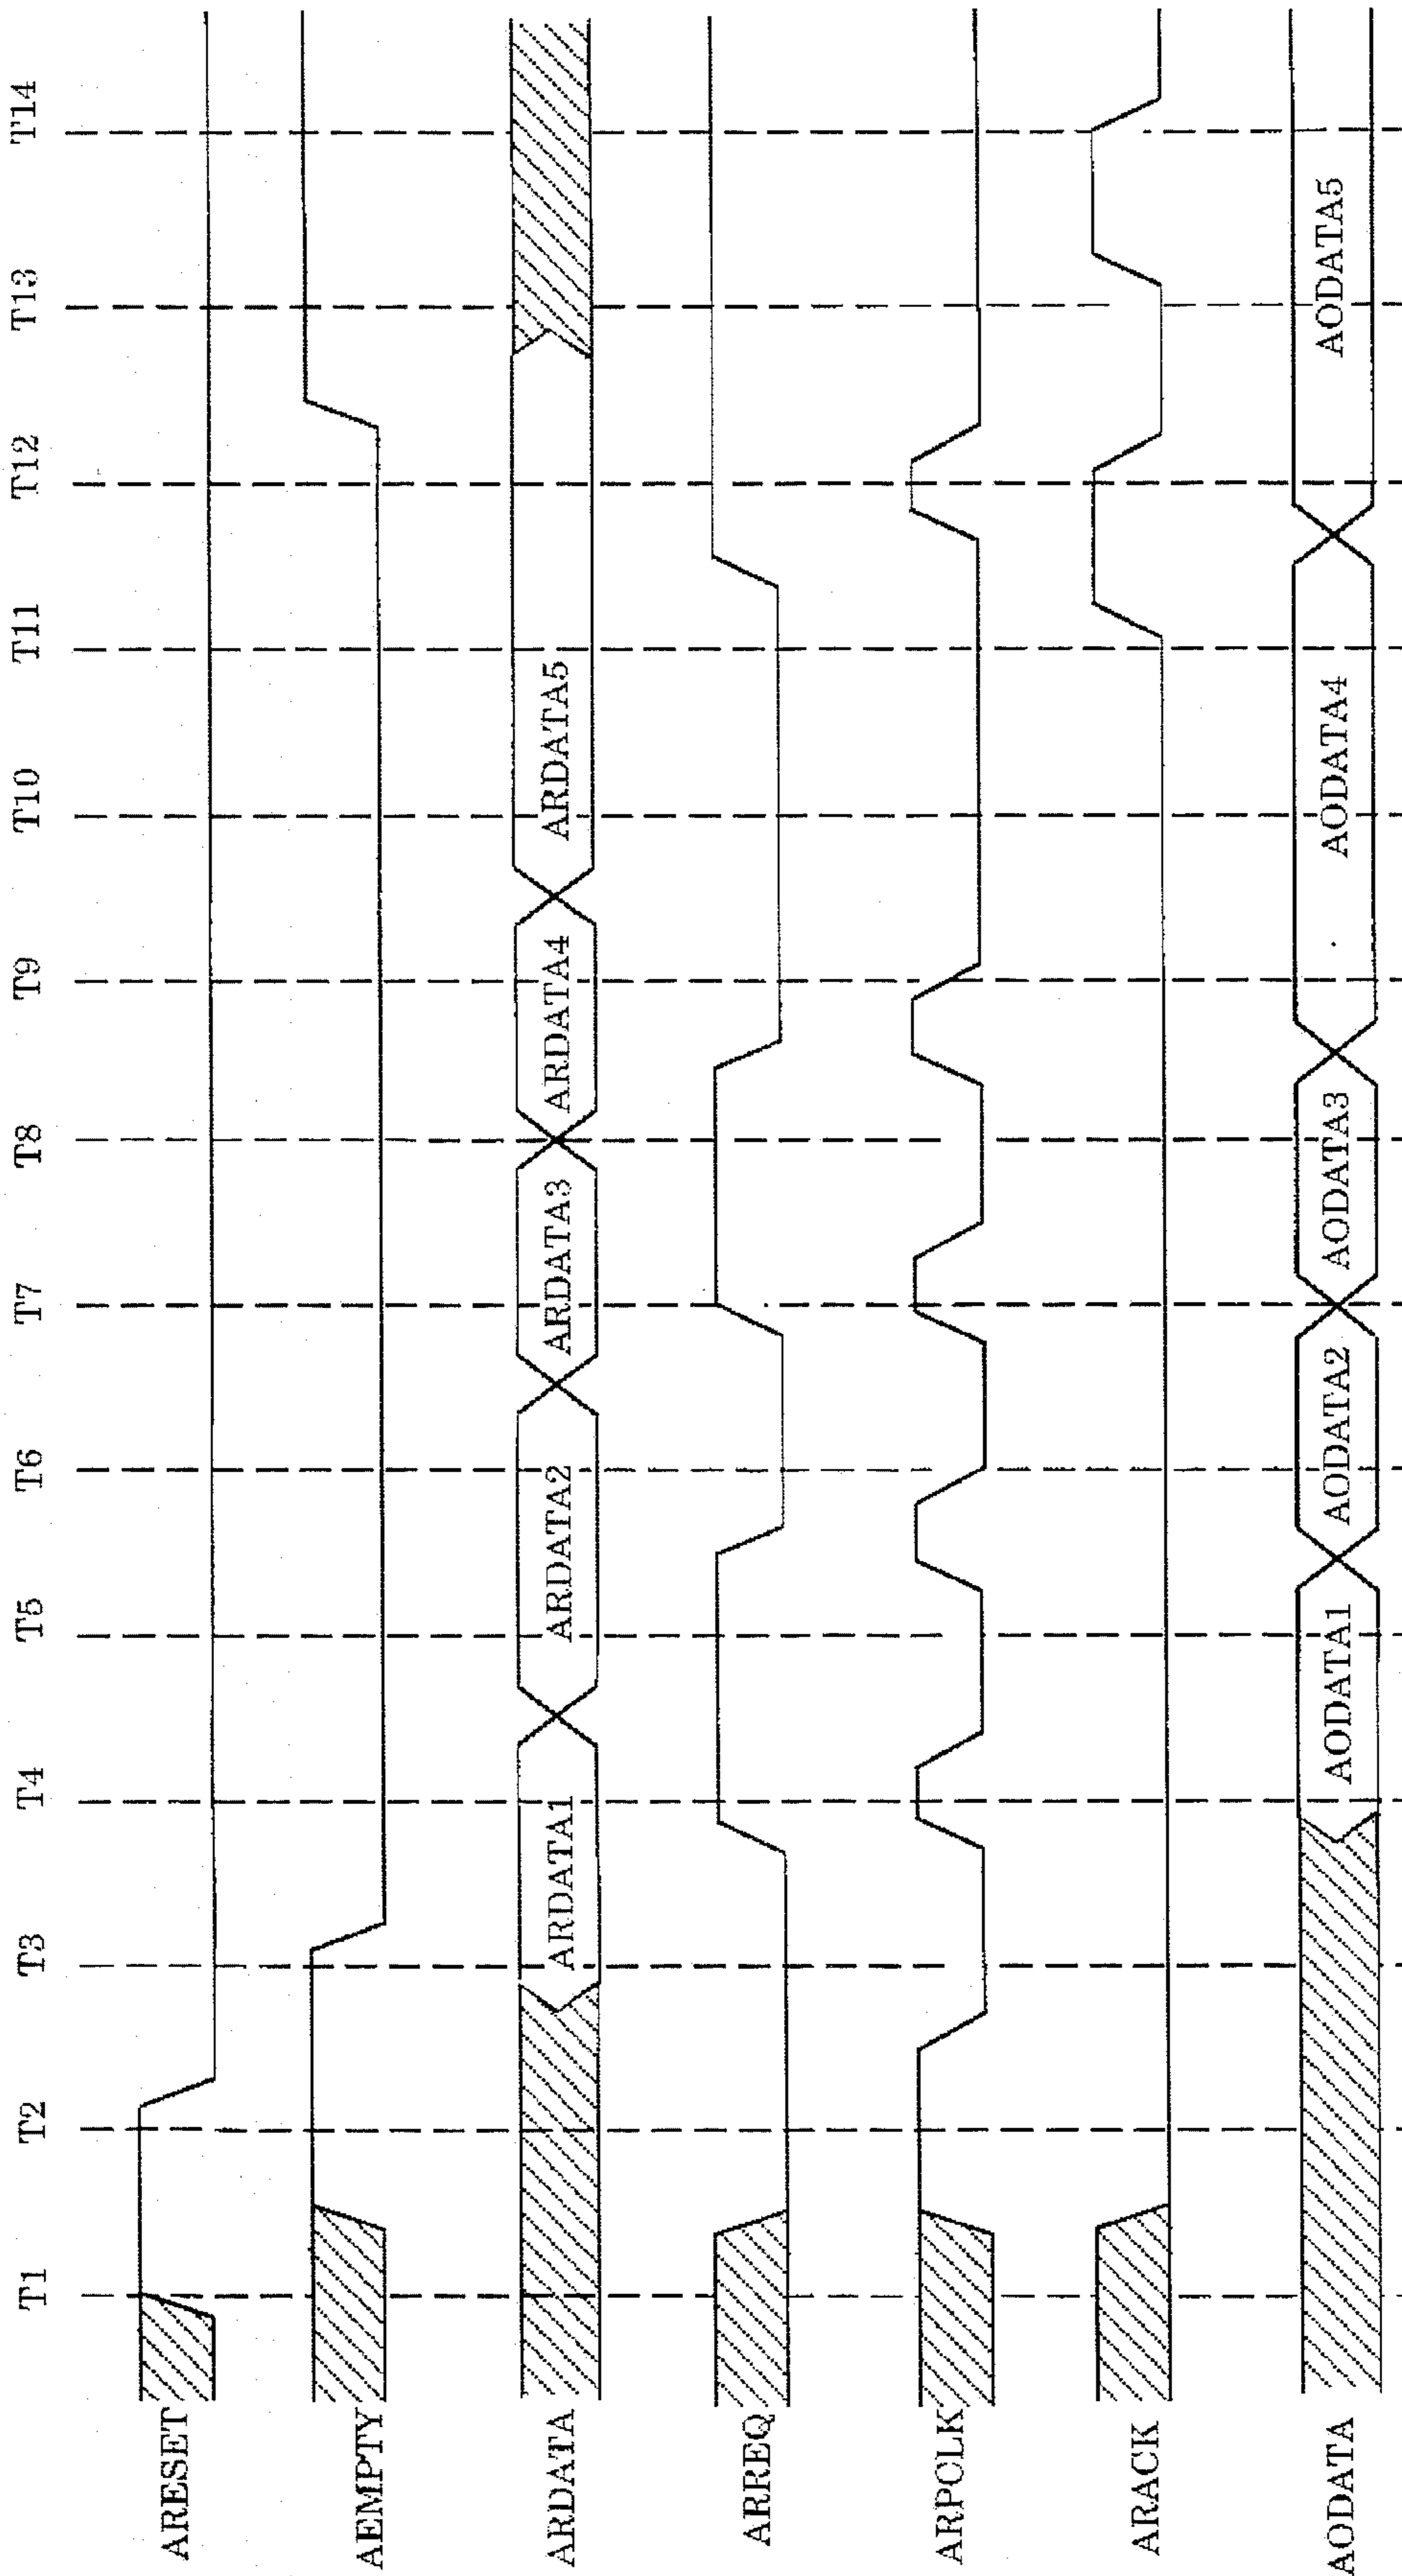 T1 T2 T3 T4 T5 T6 T7 T8 T9 T10 T11 T12 T13 T14
ARESET
AEMPTY
ARDATA ARDATA1 ARDATA2 ARDATA3 ARDATA4 ARDATA5
ARREQ
ARPCLK
ARACK
AODATA AODATA1 AODATA2 AODATA3 AODATA4 AODATA5